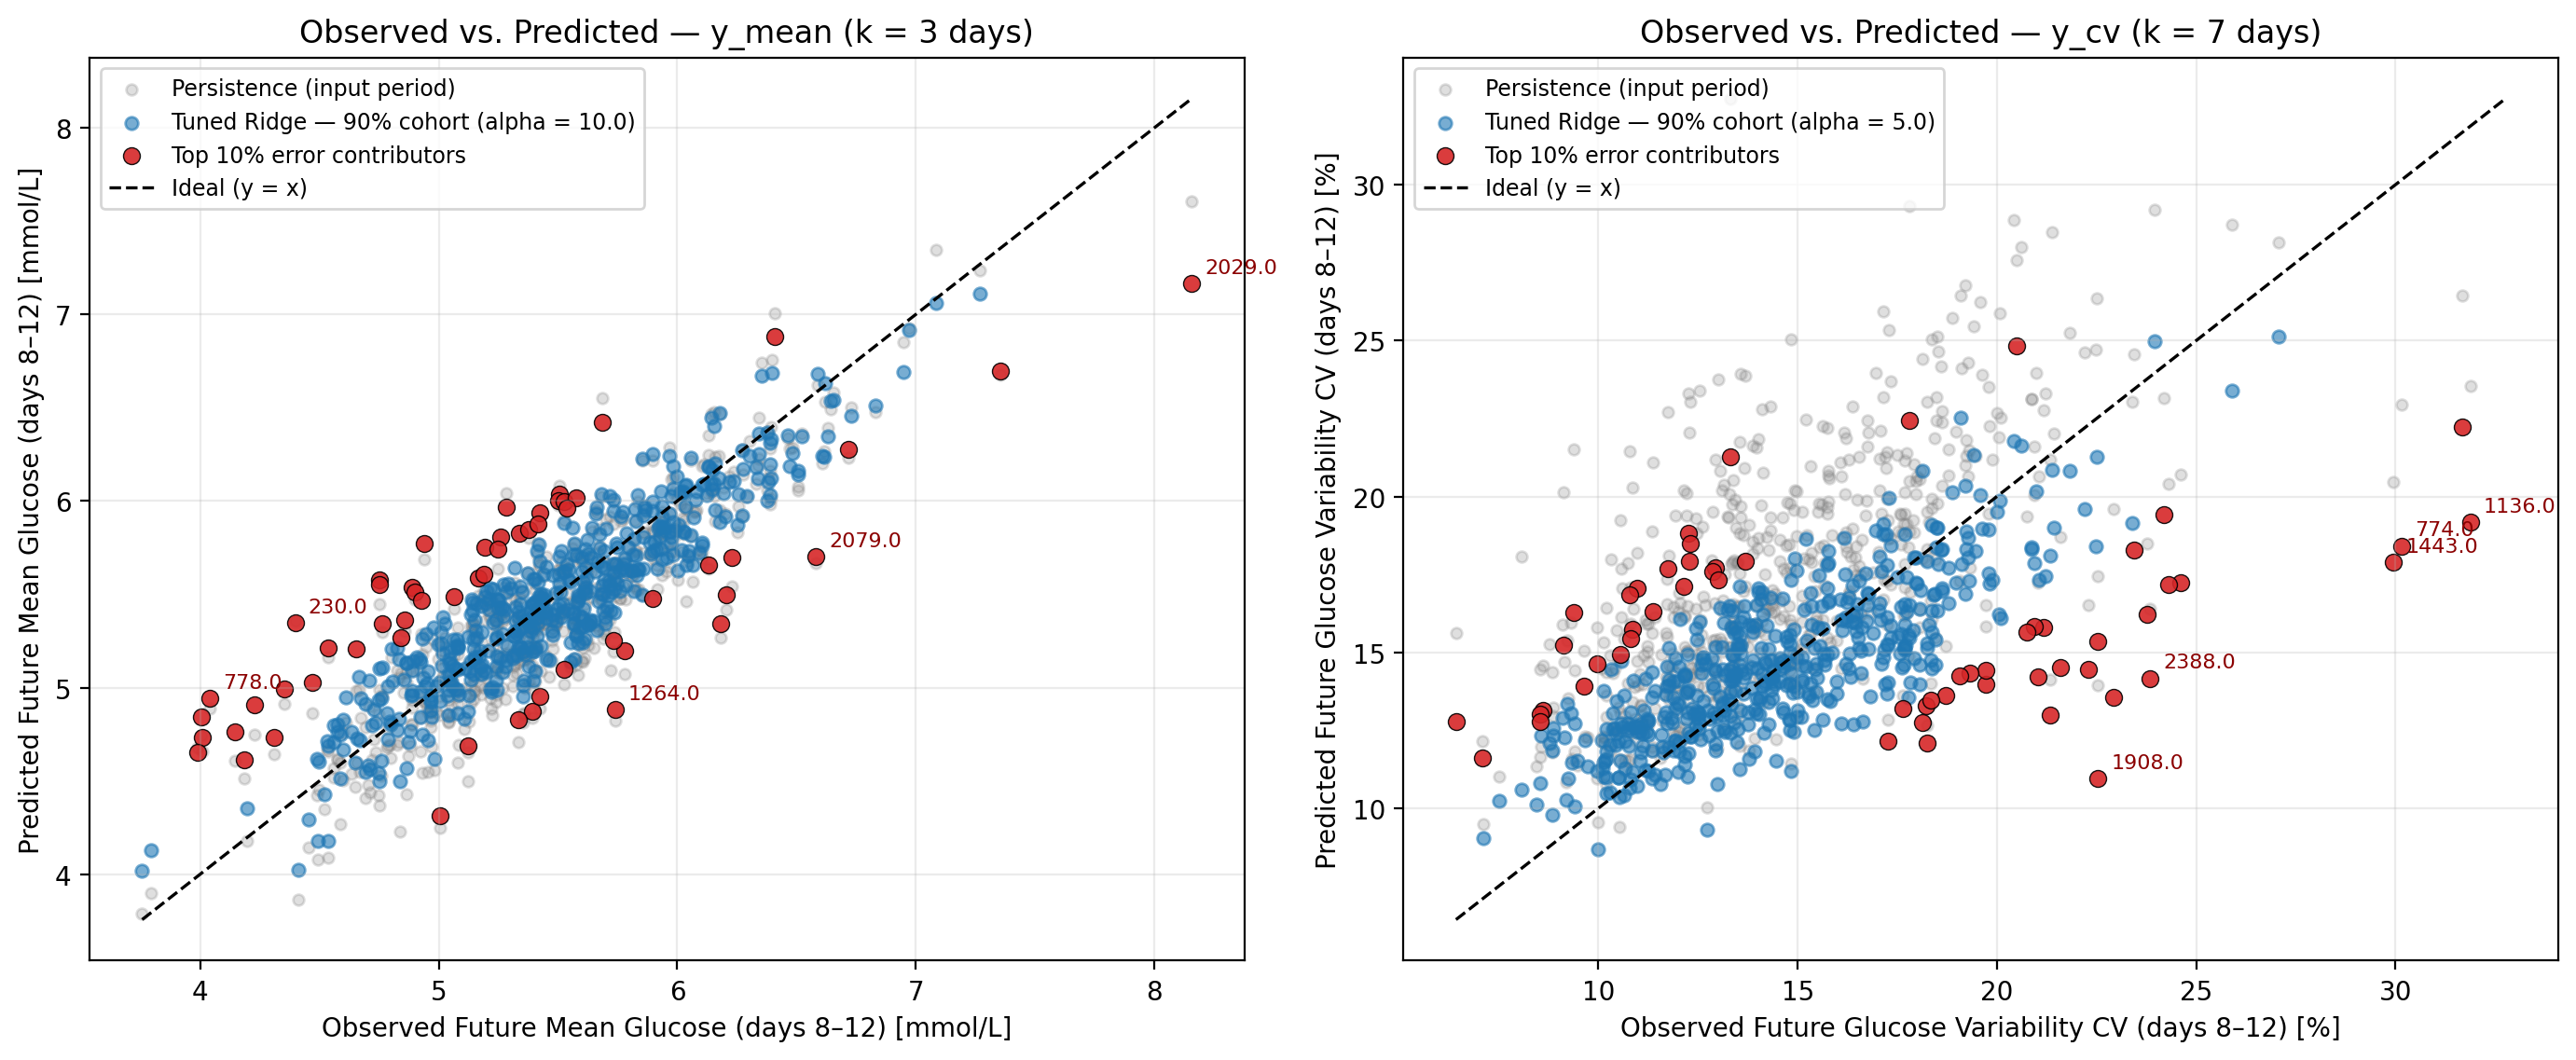 Observed vs. Predicted — y_mean (k = 3 days)
Persistence (input period)
Tuned Ridge — 90% cohort (alpha = 10.0)
Top 10% error contributors
Ideal (y = x)
Predicted Future Mean Glucose (days 8–12) [mmol/L]
8
7
6
5
4
2029.0
2079.0
230.0
778.0
1264.0
4
5
6
7
8
Observed Future Mean Glucose (days 8–12) [mmol/L]
Observed vs. Predicted — y_cv (k = 7 days)
Persistence (input period)
Tuned Ridge — 90% cohort (alpha = 5.0)
Top 10% error contributors
Ideal (y = x)
Predicted Future Glucose Variability CV (days 8–12) [%]
30
25
20
15
10
1136.0
774.0
1443.0
2388.0
1908.0
10
15
20
25
30
Observed Future Glucose Variability CV (days 8–12) [%]